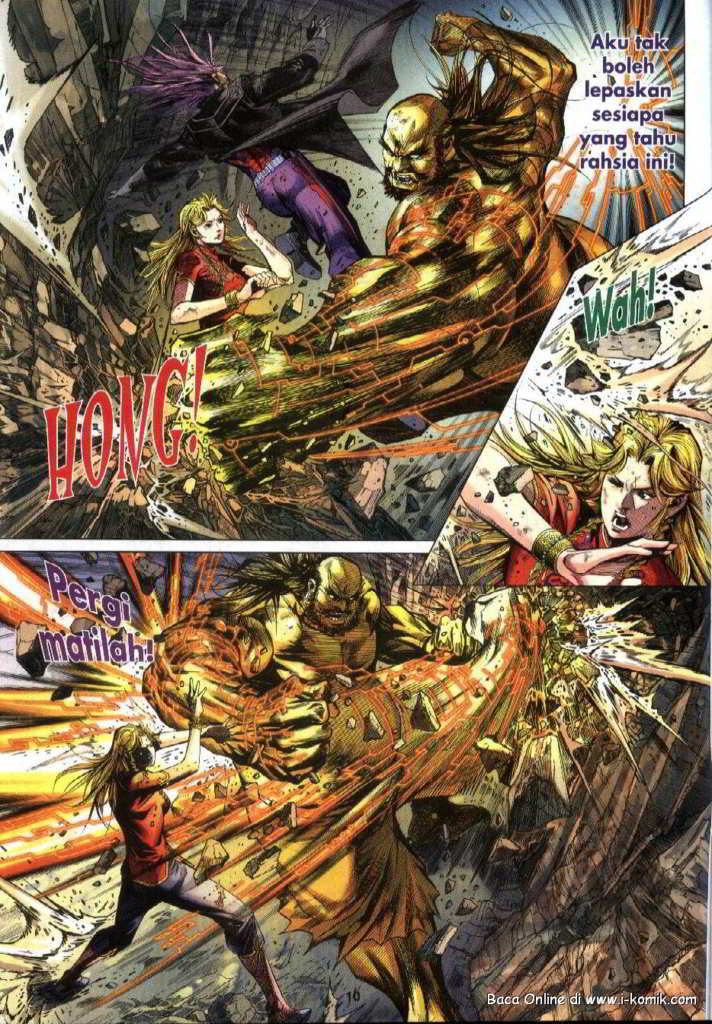 Aku tak
boleh
lepaskan
sesiapa
yang tahu
rahsia ini!
Wah!
HONG!
Pergi
matilah!
16
Baca Online di www.i-komik.com